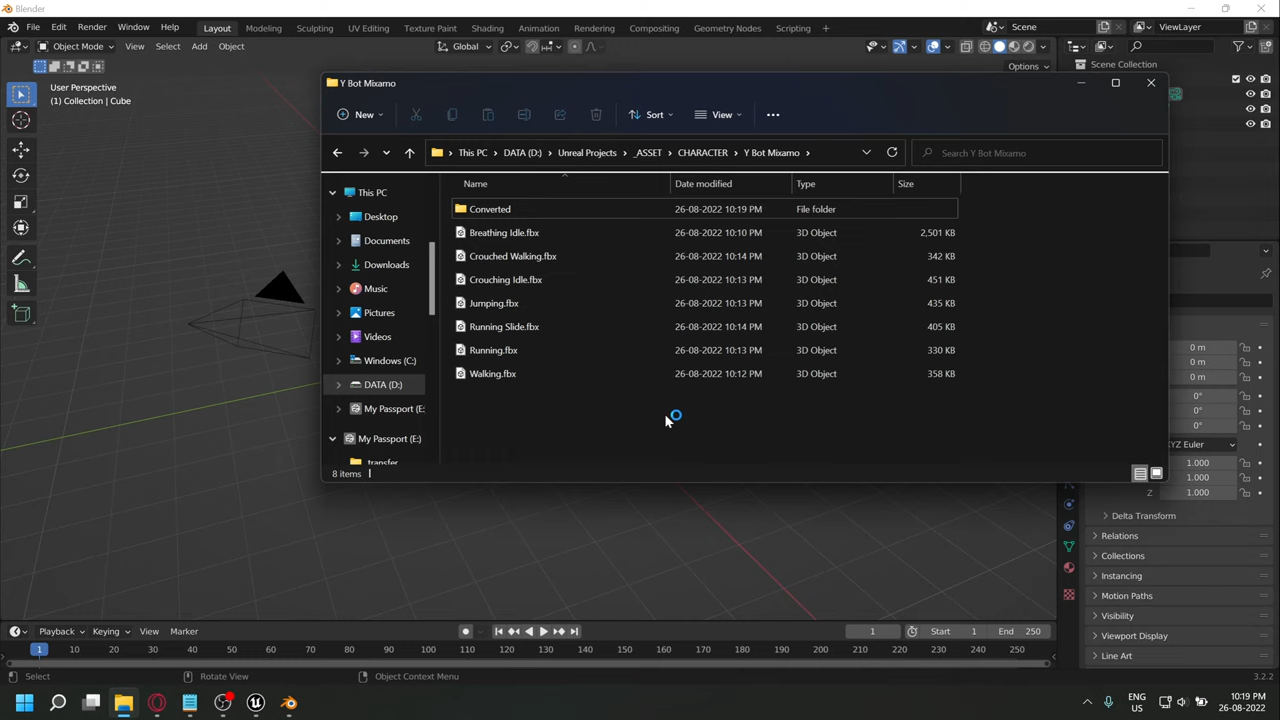 Blender
File Edit Render Window Help Layout Modeling Sculpting UV Editing Texture Paint Shading Animation Rendering Compositing Geometry Nodes Scripting + Scene ViewLayer
Object Mode View Select Add Object Global
Options
Scene Collection
User Perspective
(1) Collection | Cube
Y Bot Mixamo
New Sort View
This PC DATA (D:) Unreal Projects _ASSET CHARACTER Y Bot Mixamo Search Y Bot Mixamo
Name Date modified Type Size
This PC
Desktop
Documents
Downloads
Music
Pictures
Videos
Windows (C:)
DATA (D:)
My Passport (E:
My Passport (E:)
transfer
Converted 26-08-2022 10:19 PM File folder
Breathing Idle.fbx 26-08-2022 10:10 PM 3D Object 2,501 KB
Crouched Walking.fbx 26-08-2022 10:14 PM 3D Object 342 KB
Crouching Idle.fbx 26-08-2022 10:13 PM 3D Object 451 KB
Jumping.fbx 26-08-2022 10:13 PM 3D Object 435 KB
Running Slide.fbx 26-08-2022 10:14 PM 3D Object 405 KB
Running.fbx 26-08-2022 10:13 PM 3D Object 330 KB
Walking.fbx 26-08-2022 10:12 PM 3D Object 358 KB
8 items
0 m
0 m
0 m
0°
0°
0°
XYZ Euler
1.000
1.000
Z 1.000
Delta Transform
Relations
Collections
Instancing
Motion Paths
Visibility
Viewport Display
Line Art
Playback Keying View Marker 1 Start 1 End 250
1 10 20 30 40 50 60 70 80 90 100 110 120 130 140 150 160 170 180 190 200 210 220 230 240 250
Select Rotate View Object Context Menu 3.2.2
ENG
US
10:19 PM
26-08-2022